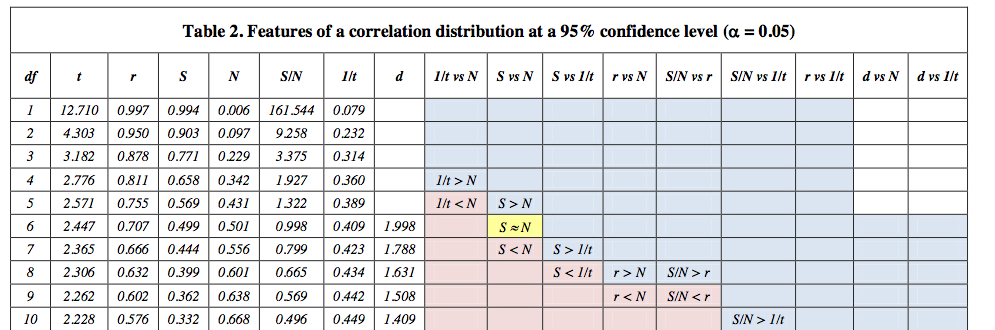 Table 2. Features of a correlation distribution at a 95% confidence level (α = 0.05)
df t r S N S/N 1/t d 1/t vs N S vs N S vs 1/t r vs N S/N vs r S/N vs 1/t r vs 1/t d vs N d vs 1/t
1 12.710 0.997 0.994 0.006 161.544 0.079
2 4.303 0.950 0.903 0.097 9.258 0.232
3 3.182 0.878 0.771 0.229 3.375 0.314
4 2.776 0.811 0.658 0.342 1.927 0.360 1/t > N
5 2.571 0.755 0.569 0.431 1.322 0.389 1/t < N S > N
6 2.447 0.707 0.499 0.501 0.998 0.409 1.998 S ≈ N
7 2.365 0.666 0.444 0.556 0.799 0.423 1.788 S < N S > 1/t
8 2.306 0.632 0.399 0.601 0.665 0.434 1.631 S < 1/t r > N S/N > r
9 2.262 0.602 0.362 0.638 0.569 0.442 1.508 r < N S/N < r
10 2.228 0.576 0.332 0.668 0.496 0.449 1.409 S/N > 1/t